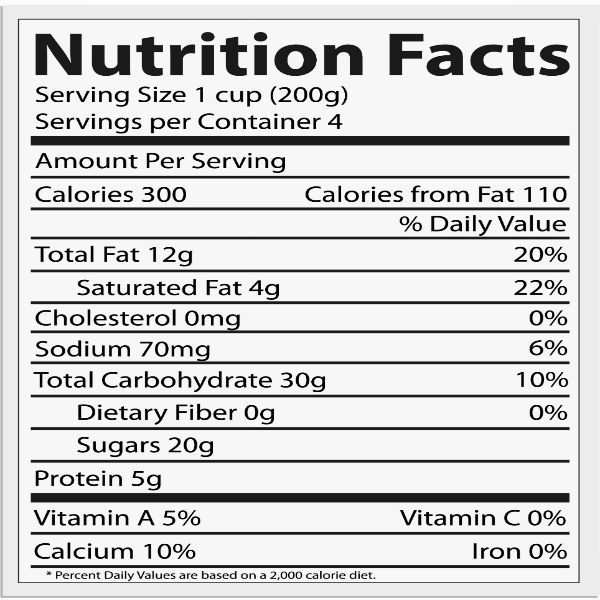 Nutrition Facts
Serving Size 1 cup (200g)
Servings per Container 4
Amount Per Serving
Calories 300 Calories from Fat 110
% Daily Value
Total Fat 12g 20%
Saturated Fat 4g 22%
Cholesterol 0mg 0%
Sodium 70mg 6%
Total Carbohydrate 30g 10%
Dietary Fiber 0g 0%
Sugars 20g
Protein 5g
Vitamin A 5% Vitamin C 0%
Calcium 10% Iron 0%
* Percent Daily Values are based on a 2,000 calorie diet.